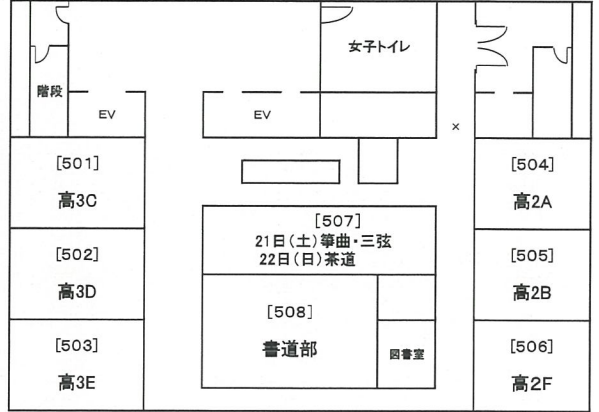 女子トイレ
階段
EV
EV
×
[501]
高3C
[504]
高2A
[507]
21日(土)箏曲・三弦
22日(日)茶道
[502]
高3D
[505]
高2B
[508]
書道部
図書室
[503]
高3E
[506]
高2F